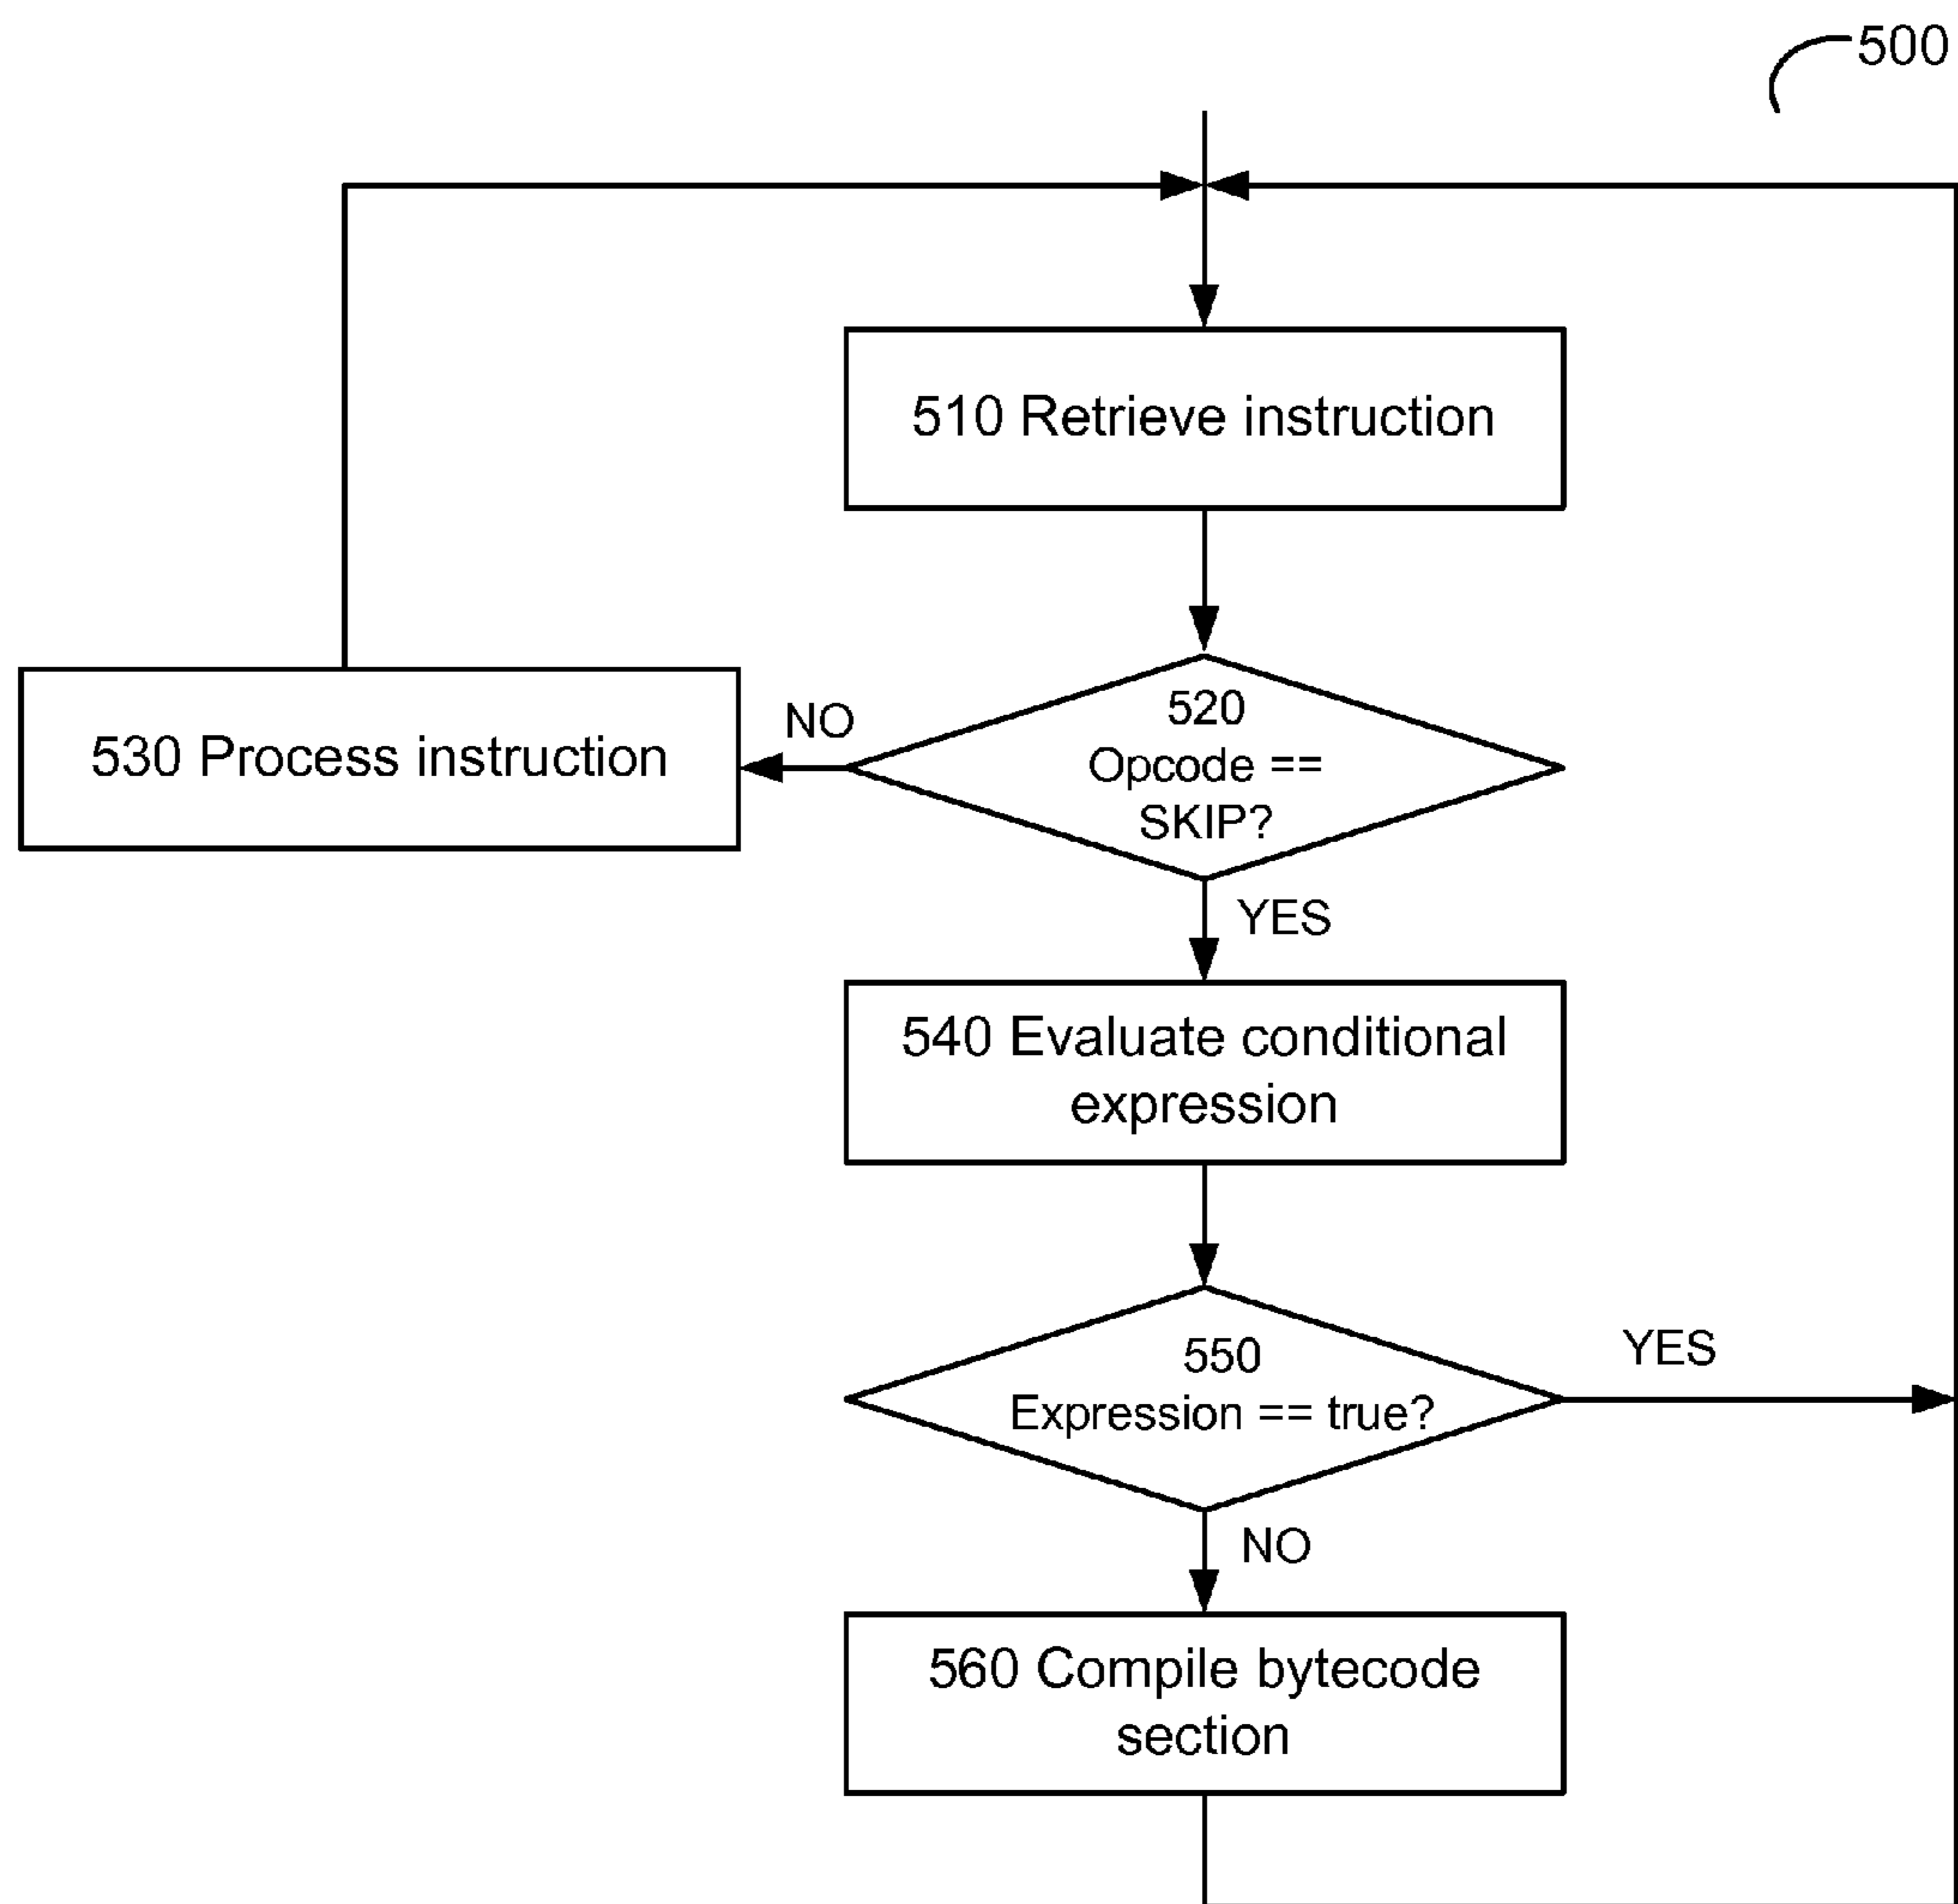 500
510 Retrieve instruction
520
Opcode ==
SKIP?
NO
530 Process instruction
YES
540 Evaluate conditional
expression
550
Expression == true?
YES
NO
560 Compile bytecode
section